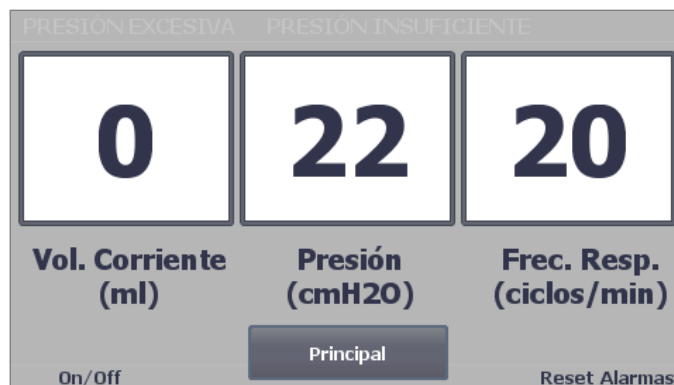 PRESIÓN EXCESIVA PRESIÓN INSUFICIENTE
0 22 20
Vol. Corriente (ml)
Presión (cmH2O)
Frec. Resp. (ciclos/min)
Principal
On/Off
Reset Alarmas